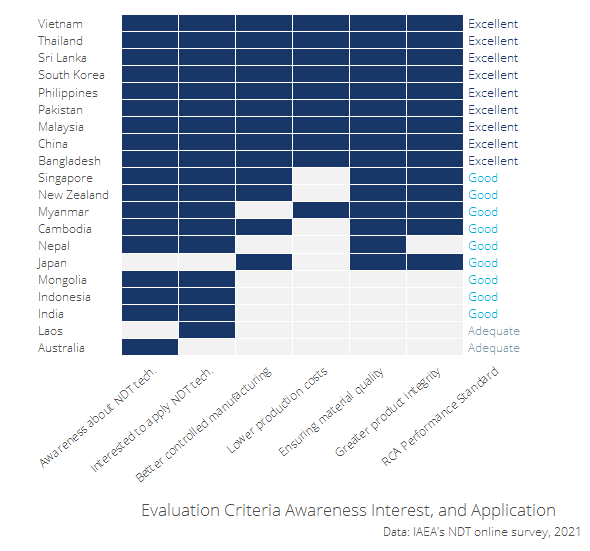 Vietnam Excellent
Thailand Excellent
Sri Lanka Excellent
South Korea Excellent
Philippines Excellent
Pakistan Excellent
Malaysia Excellent
China Excellent
Bangladesh Excellent
Singapore Good
New Zealand Good
Myanmar Good
Cambodia Good
Nepal Good
Japan Good
Mongolia Good
Indonesia Good
India Good
Laos Adequate
Australia Adequate
Awareness about NDT tech.
Interested to a pply NDT tech.
Better controlled manufacturing
Lower production costs
Ensuring material quality
Greater product integrity
RCA Performance Standard
Evaluation Criteria Awareness Interest, and Application
Data: IAEA's NDT online survey, 2021